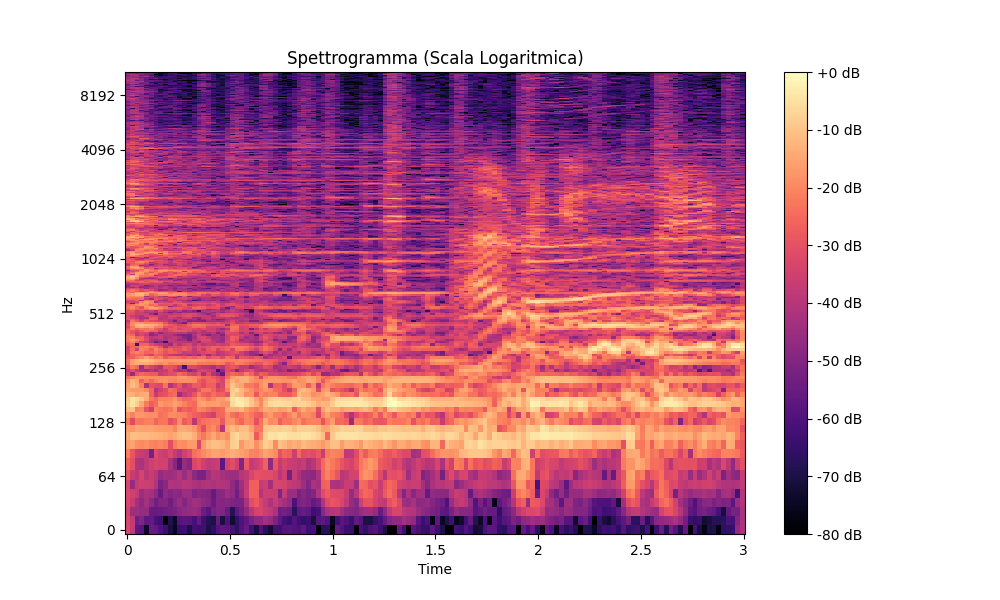 Spettrogramma (Scala Logaritmica)
8192
4096
2048
1024
512
256
128
64
0
Hz
0
0.5
1
1.5
2
2.5
3
Time
+0 dB
-10 dB
-20 dB
-30 dB
-40 dB
-50 dB
-60 dB
-70 dB
-80 dB